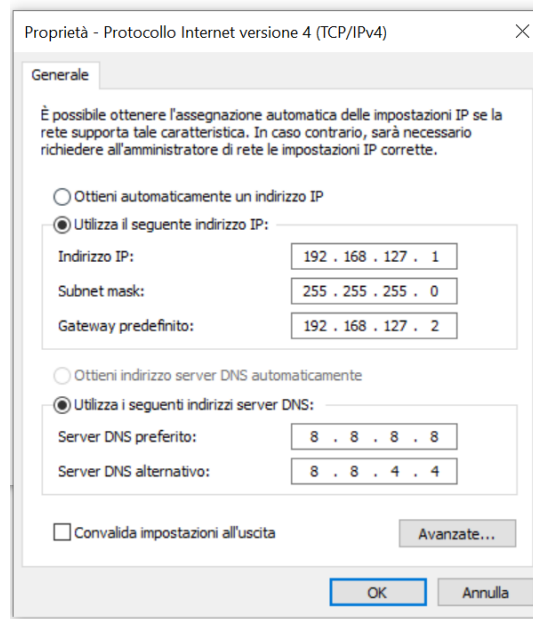 Proprietà - Protocollo Internet versione 4 (TCP/IPv4)
Generale
È possibile ottenere l'assegnazione automatica delle impostazioni IP se la
rete supporta tale caratteristica. In caso contrario, sarà necessario
richiedere all'amministratore di rete le impostazioni IP corrette.
Ottieni automaticamente un indirizzo IP
Utilizza il seguente indirizzo IP:
Indirizzo IP: 192 . 168 . 127 . 1
Subnet mask: 255 . 255 . 255 . 0
Gateway predefinito: 192 . 168 . 127 . 2
Ottieni indirizzo server DNS automaticamente
Utilizza i seguenti indirizzi server DNS:
Server DNS preferito: 8 . 8 . 8 . 8
Server DNS alternativo: 8 . 8 . 4 . 4
Convalida impostazioni all'uscita
Avanzate...
OK Annulla